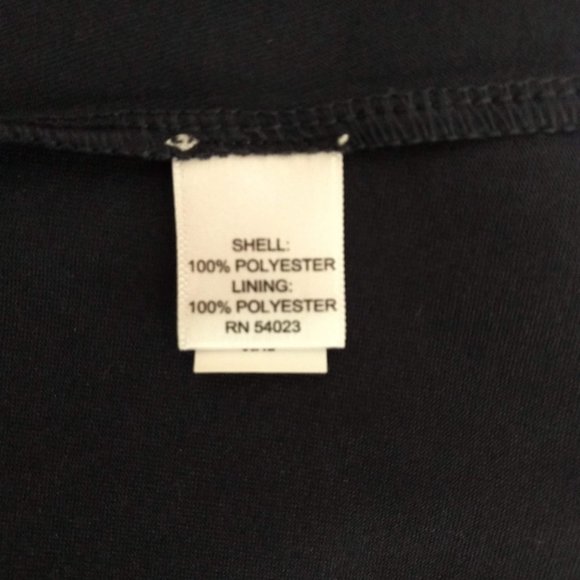 SHELL:
100% POLYESTER
LINING:
100% POLYESTER
RN 54023